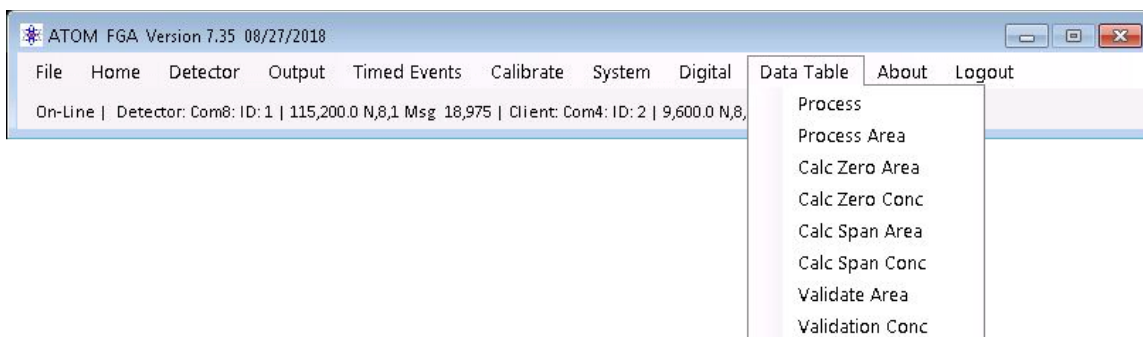 ATOM FGA Version 7.35 08/27/2018
File Home Detector Output Timed Events Calibrate System Digital Data Table About Logout
On-Line | Detector: Com8: ID: 1 | 115,200.0 N,8,1 Msg 18,975 | Client: Com4: ID: 2 | 9,600.0 N,8,
Process
Process Area
Calc Zero Area
Calc Zero Conc
Calc Span Area
Calc Span Conc
Validate Area
Validation Conc